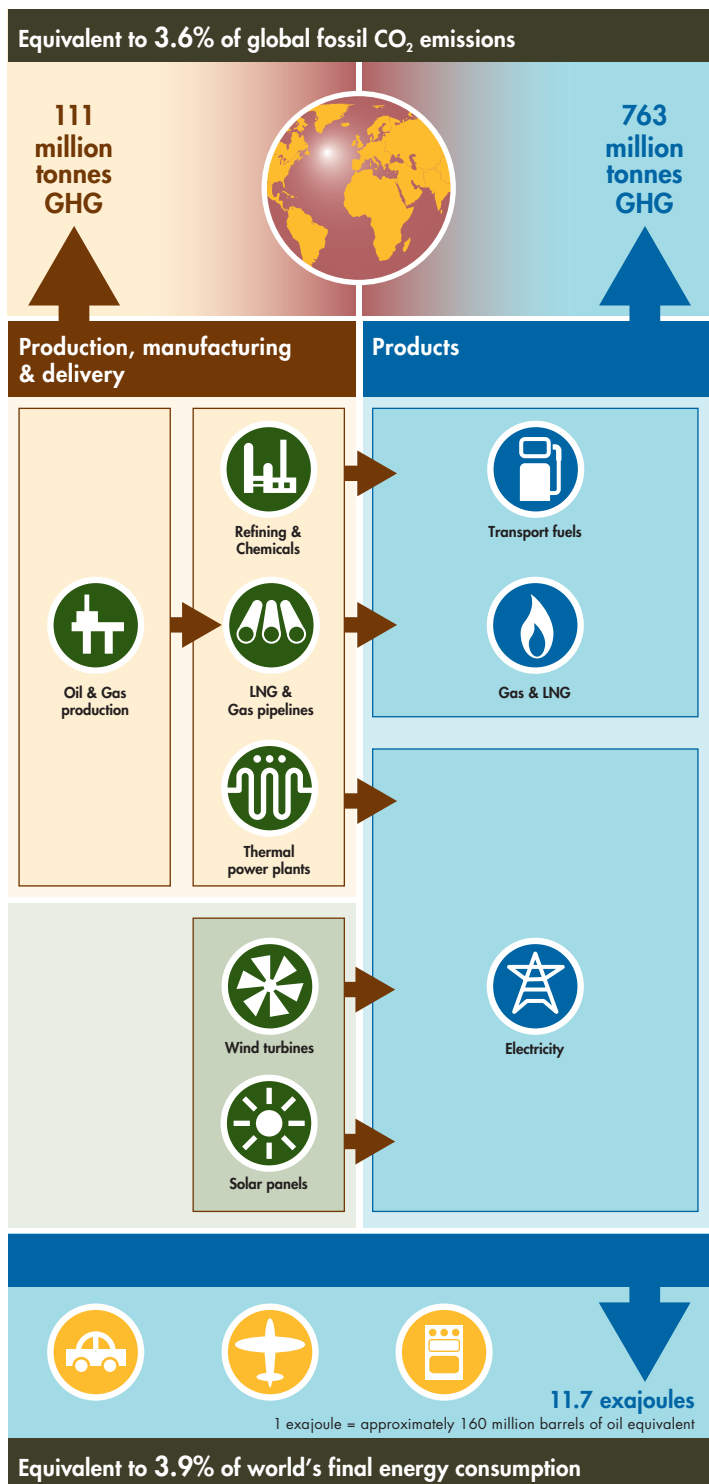 Equivalent to 3.6% of global fossil CO₂ emissions
111
million
tonnes
GHG
763
million
tonnes
GHG
Production, manufacturing
& delivery
Products
Refining &
Chemicals
Transport fuels
Oil & Gas
production
LNG &
Gas pipelines
Gas & LNG
Thermal
power plants
Wind turbines
Electricity
Solar panels
11.7 exajoules
1 exajoule = approximately 160 million barrels of oil equivalent
Equivalent to 3.9% of world’s final energy consumption